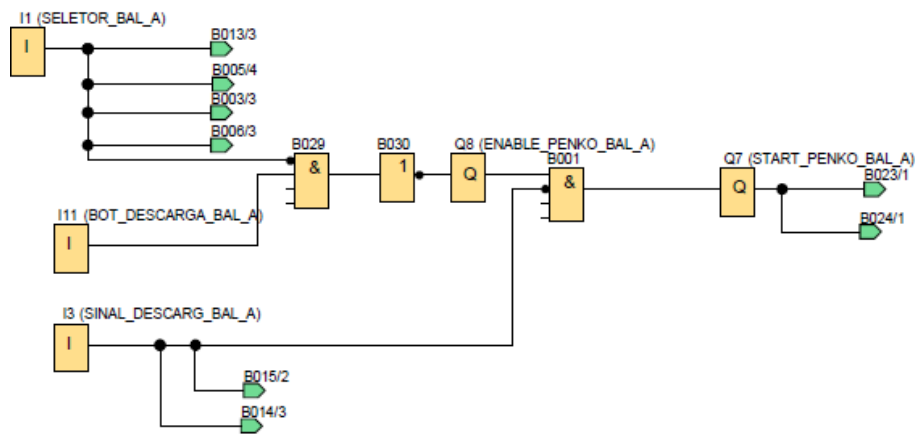 I1 (SELETOR_BAL_A)
I
B013/3
B005/4
B003/3
B006/3
B029
&
B030
1
Q8 (ENABLE_PENKO_BAL_A)
Q
B001
&
Q7 (START_PENKO_BAL_A)
Q
B023/1
B024/1
I11 (BOT_DESCARGA_BAL_A)
I
I3 (SINAL_DESCARG_BAL_A)
I
B015/2
B014/3